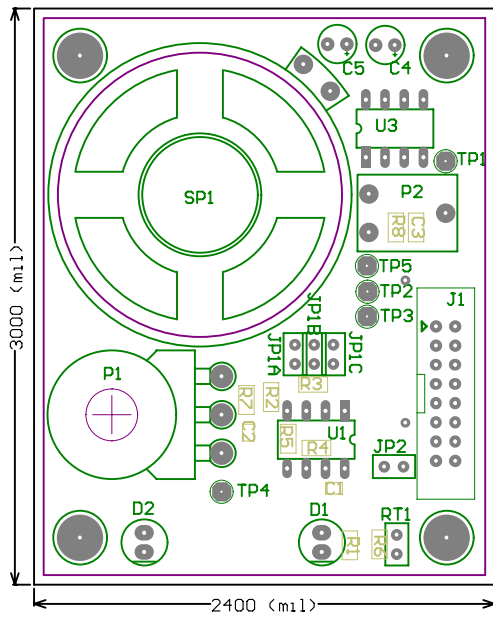 C5
C4
U3
TP1
SP1
P2
R8
C3
TP5
TP2
TP3
J1
3000 (mil)
JP1A
JP1B
JP1C
P1
R7
R2
R3
C2
R5
R4
U1
JP2
C1
TP4
D2
D1
R1
R6
RT1
2400 (mil)